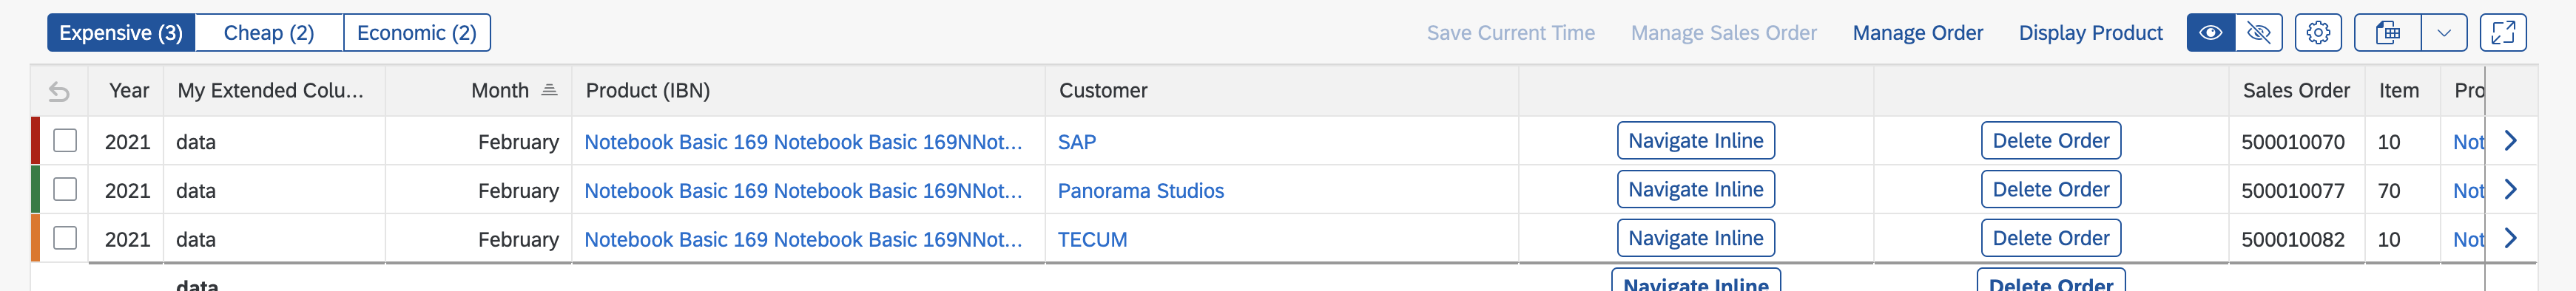 Expensive (3) Cheap (2) Economic (2) Save Current Time Manage Sales Order Manage Order Display Product
Year My Extended Colu... Month Product (IBN) Customer Sales Order Item Pro
2021 data February Notebook Basic 169 Notebook Basic 169NNot... SAP Navigate Inline Delete Order 500010070 10 Not
2021 data February Notebook Basic 169 Notebook Basic 169NNot... Panorama Studios Navigate Inline Delete Order 500010077 70 Not
2021 data February Notebook Basic 169 Notebook Basic 169NNot... TECUM Navigate Inline Delete Order 500010082 10 Not
data Navigate Inline Delete Order